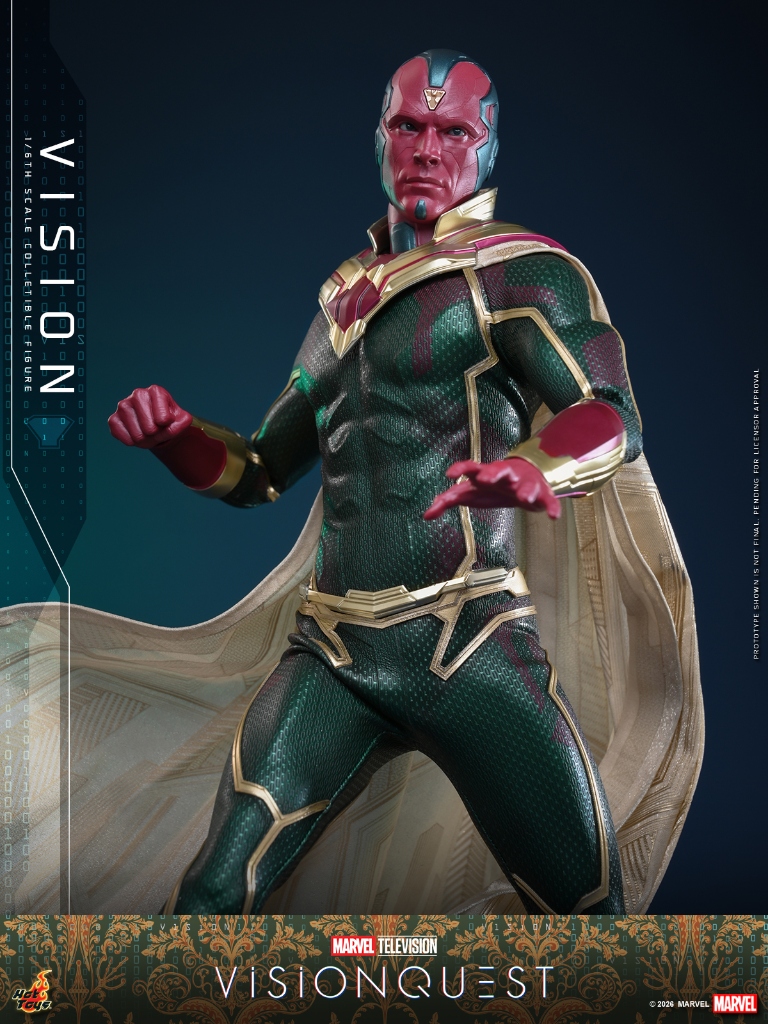 VISION
1/6TH SCALE COLLECTIBLE FIGURE
PROTOTYPE SHOWN IS NOT FINAL, PENDING FOR LICENSOR APPROVAL
MARVEL TELEVISION
ViSiONQUEST
Hot Toys
© 2026 MARVEL MARVEL